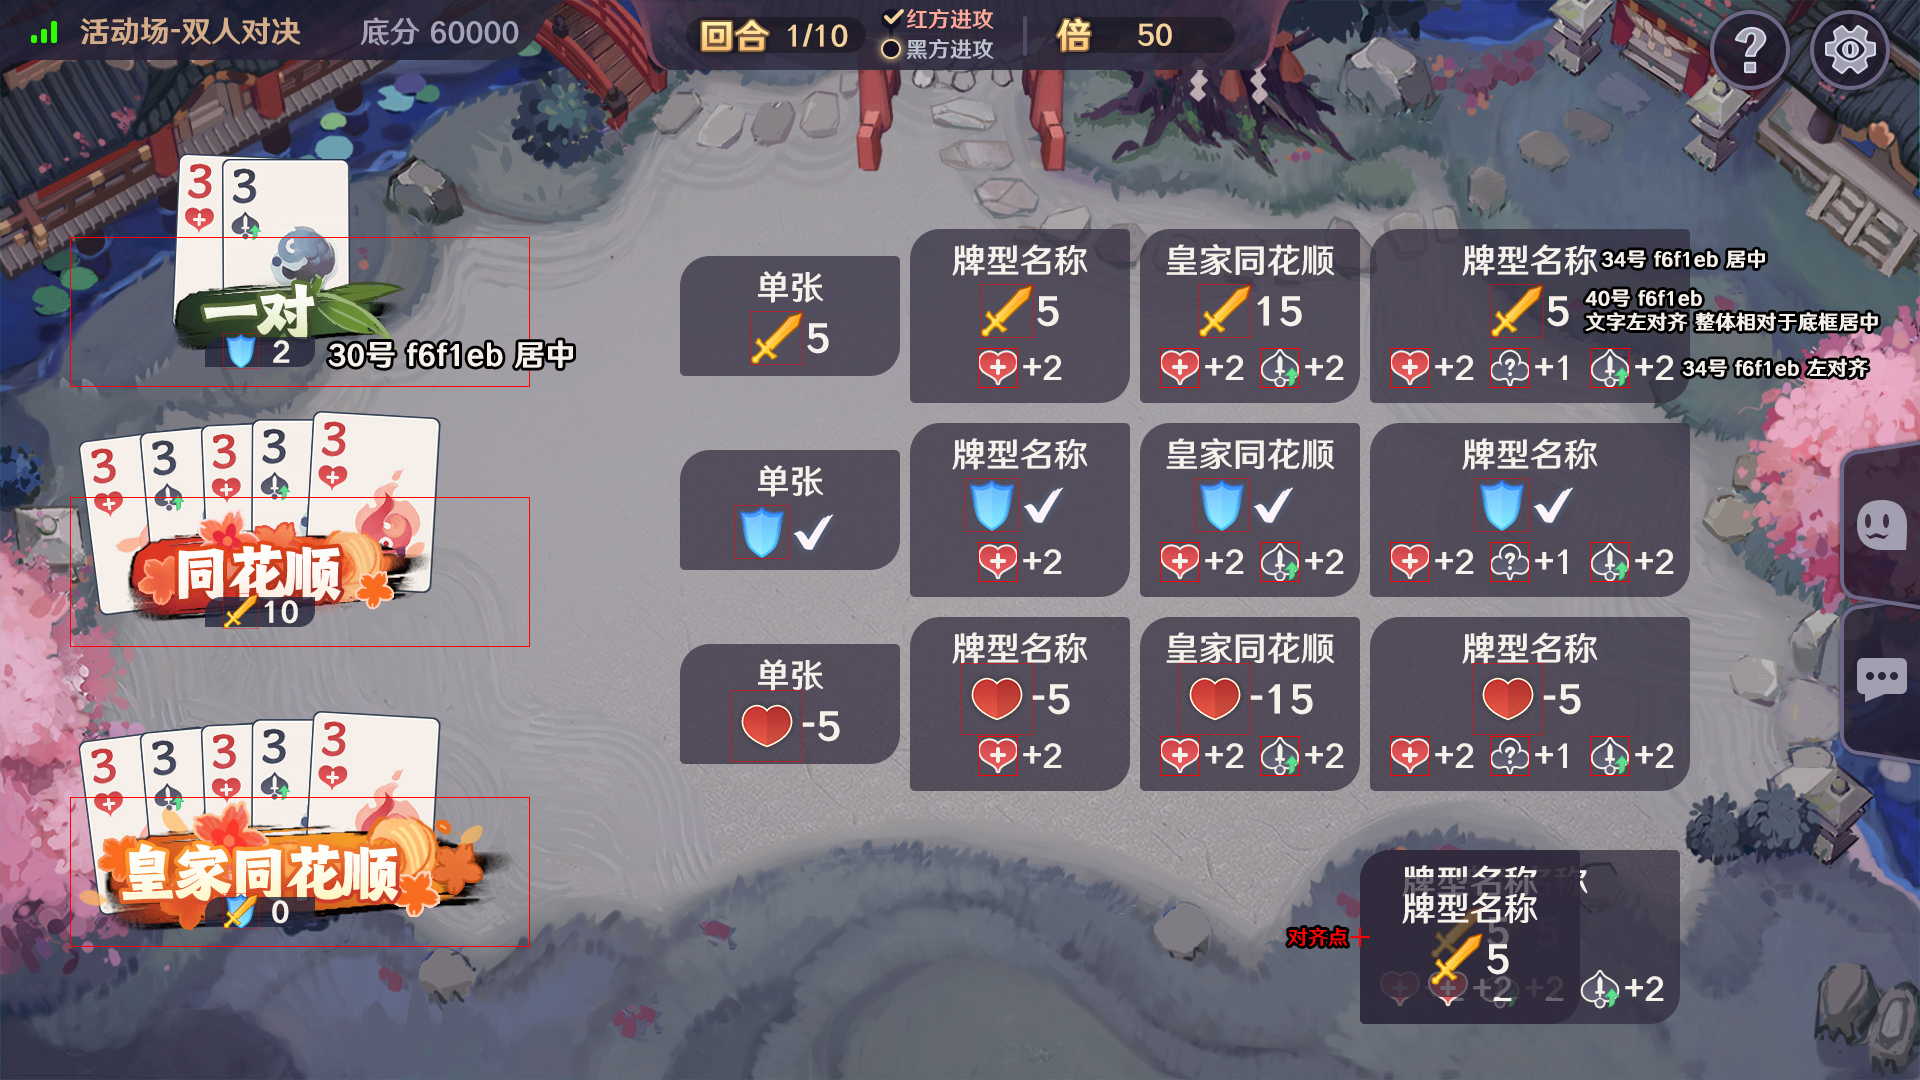 活动场-双人对决
底分 60000
回合 1/10
红方进攻
黑方进攻
倍 50
3 3
一对
2
30号 f6f1eb 居中
3 3 3 3 3
同花顺
10
3 3 3 3 3
皇家同花顺
0
单张
5
牌型名称
5
+2
皇家同花顺
15
+2 +2
牌型名称
34号 f6f1eb 居中
5
40号 f6f1eb
文字左对齐 整体相对于底框居中
+2 +1 +2
34号 f6f1eb 左对齐
单张
牌型名称
+2
皇家同花顺
+2 +2
牌型名称
+2 +1 +2
单张
-5
牌型名称
-5
+2
皇家同花顺
-15
+2 +2
牌型名称
-5
+2 +1 +2
牌型名称
牌型名称
对齐点
5
5
+2 +2 +2